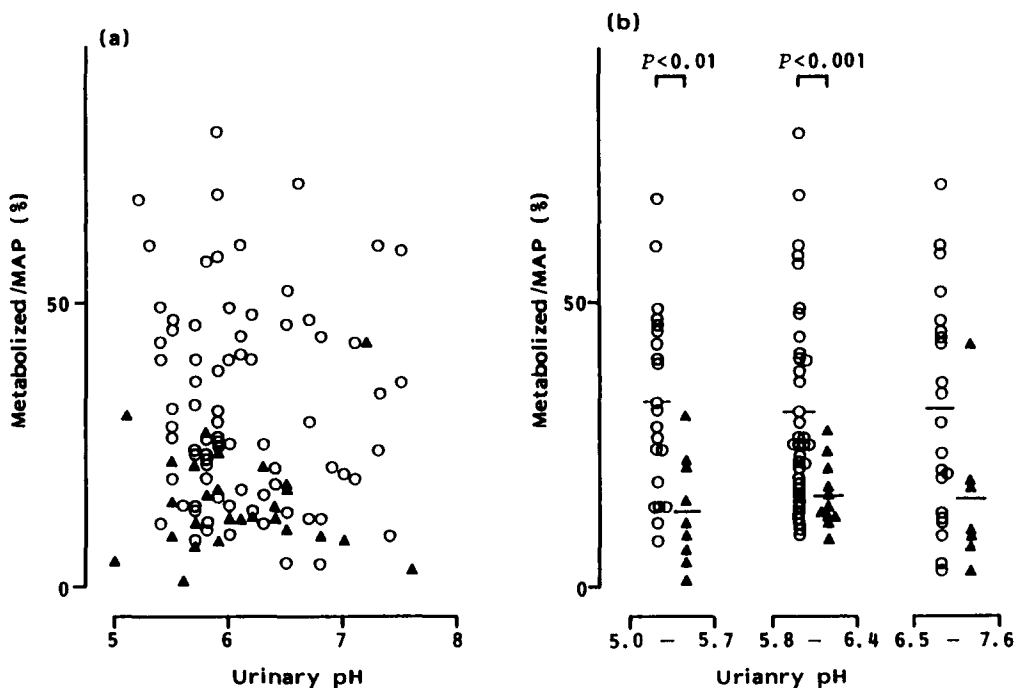 (a)
Metabolized/MAP (%)
50
0
5 6 7 8
Urinary pH
(b)
P<0.01 P<0.001
Metabolized/MAP (%)
50
0
5.0 - 5.7 5.8 - 6.4 6.5 - 7.6
Urianry pH